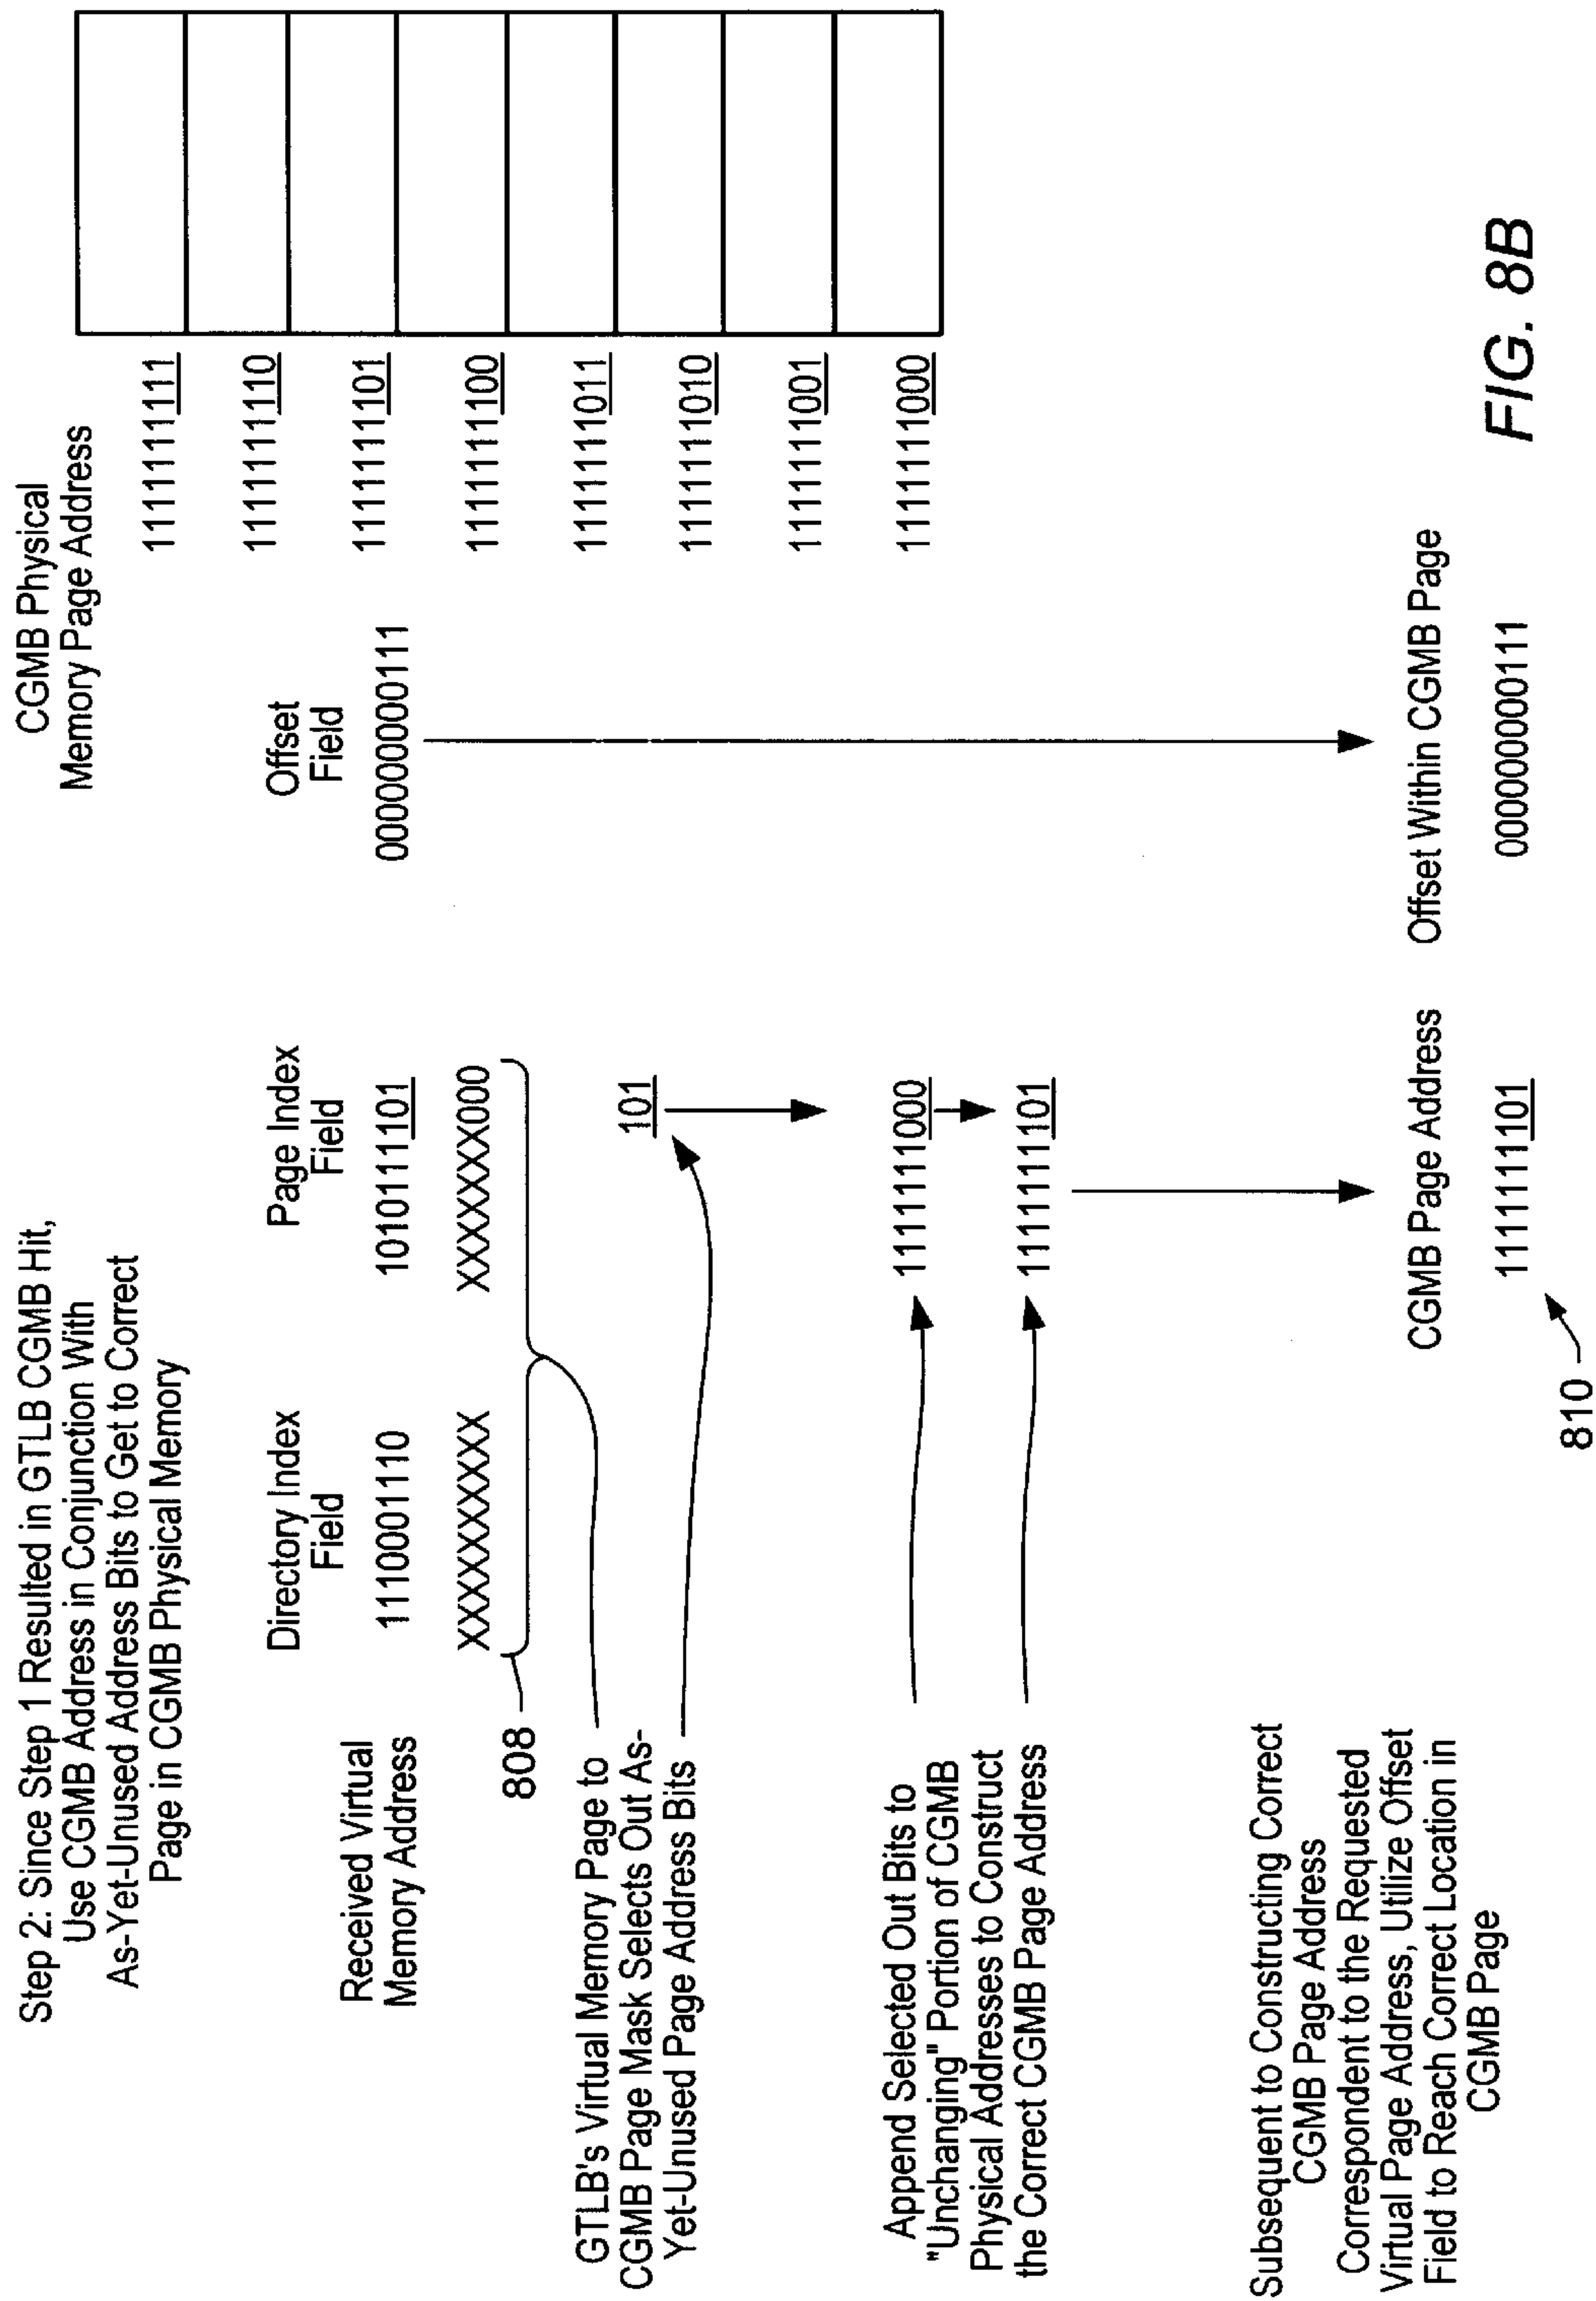 Step 2: Since Step 1 Resulted in GTLB CGMB Hit,
Use CGMB Address in Conjunction With
As-Yet-Unused Address Bits to Get to Correct
Page in CGMB Physical Memory
CGMB Physical
Memory Page Address
1111111111
1111111110
1111111101
1111111100
1111111011
1111111010
1111111001
1111111000
Received Virtual
Memory Address
Directory Index
Field
1110001110
Page Index
Field
1010111101
Offset
Field
000000000111
XXXXXXXXXX
XXXXXXX000
808
GTLB's Virtual Memory Page to
CGMB Page Mask Selects Out As-
Yet-Unused Page Address Bits
101
Append Selected Out Bits to
"Unchanging" Portion of CGMB
Physical Addresses to Construct
the Correct CGMB Page Address
1111111000
1111111101
Subsequent to Constructing Correct
CGMB Page Address
Correspondent to the Requested
Virtual Page Address, Utilize Offset
Field to Reach Correct Location in
CGMB Page
CGMB Page Address
1111111101
Offset Within CGMB Page
000000000111
810
FIG. 8B